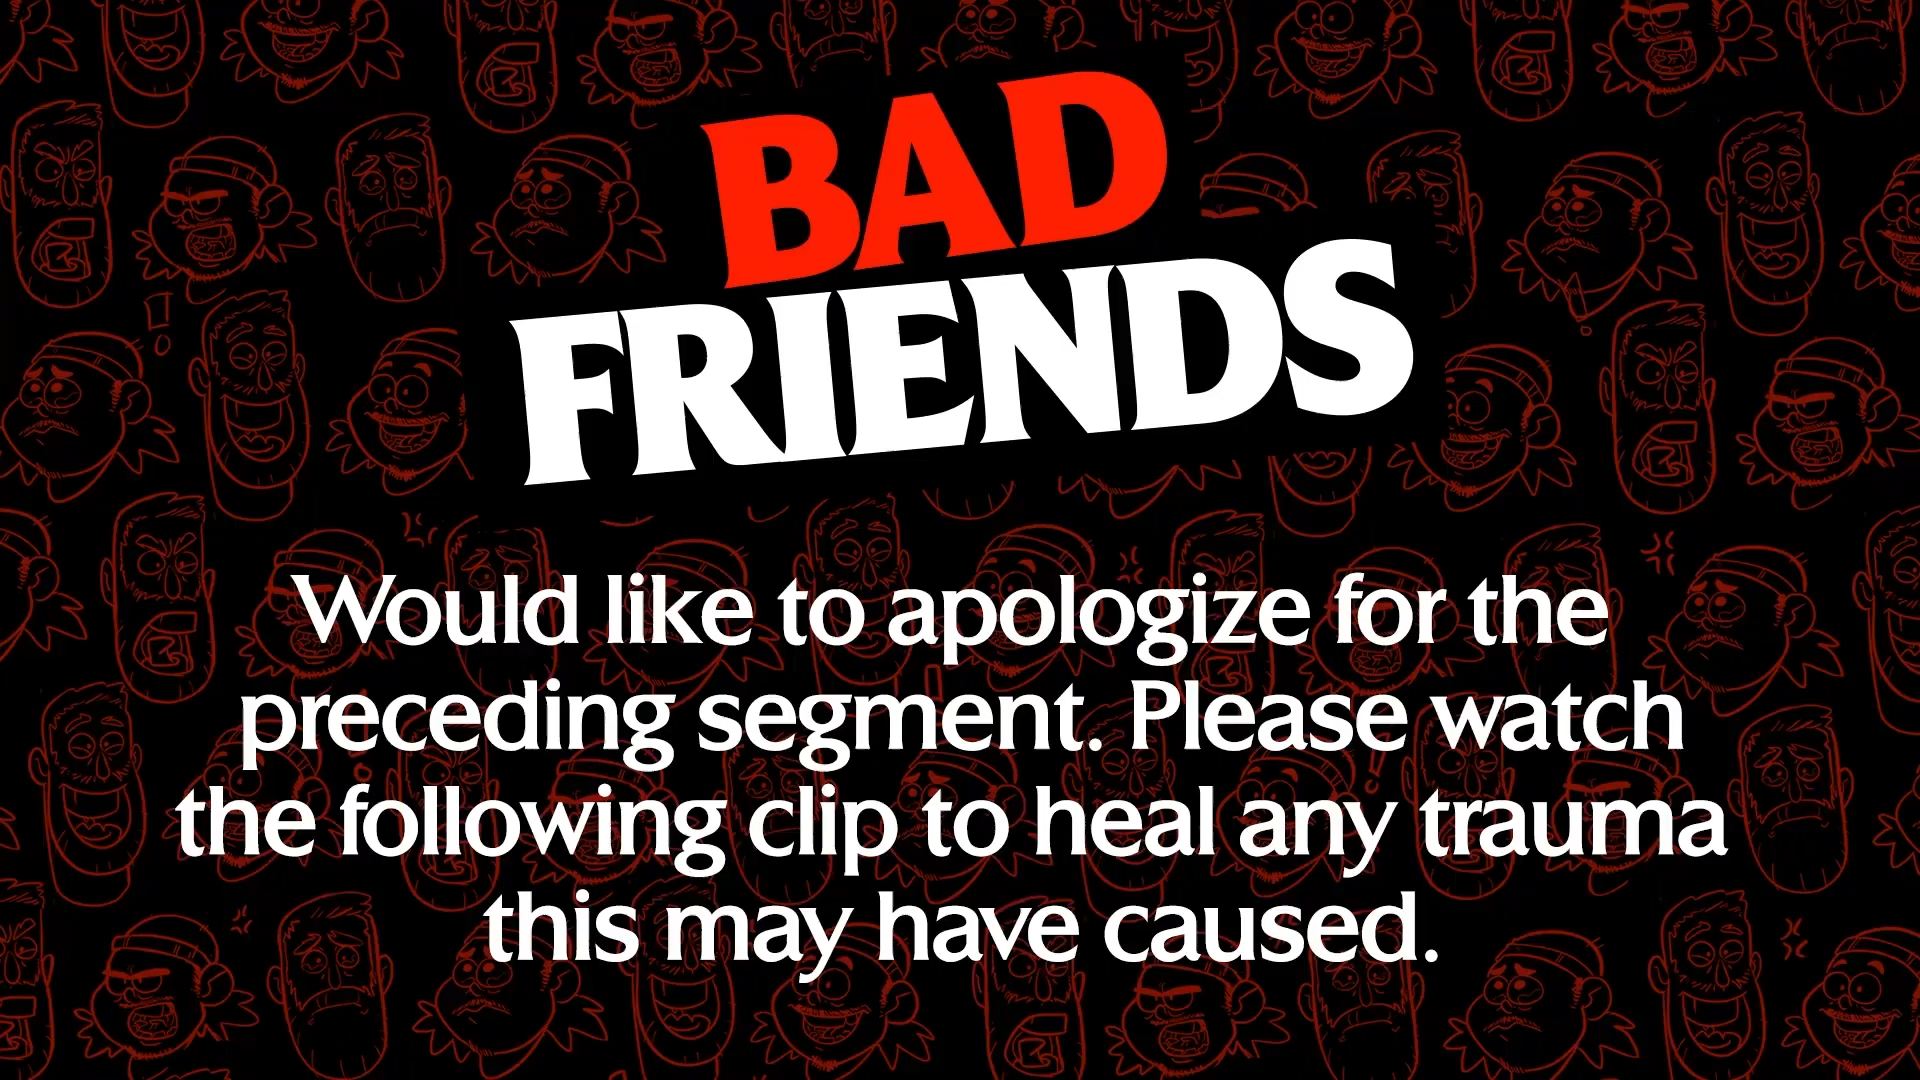 BAD
FRIENDS
Would like to apologize for the
preceding segment. Please watch
the following clip to heal any trauma
this may have caused.